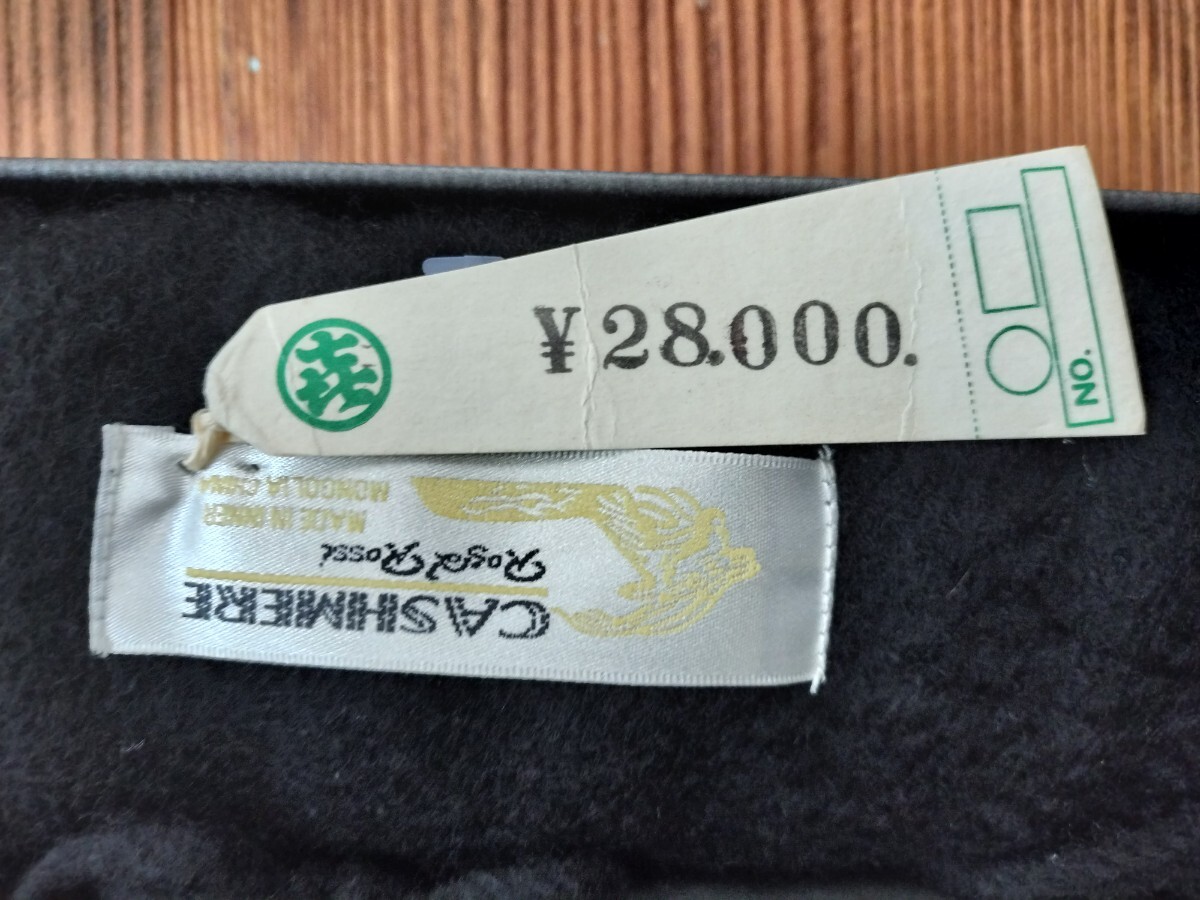 ¥28.000.
NO.
CASHMERE
Royal Rossi
MADE IN INNER
MONGOLIA CHINA